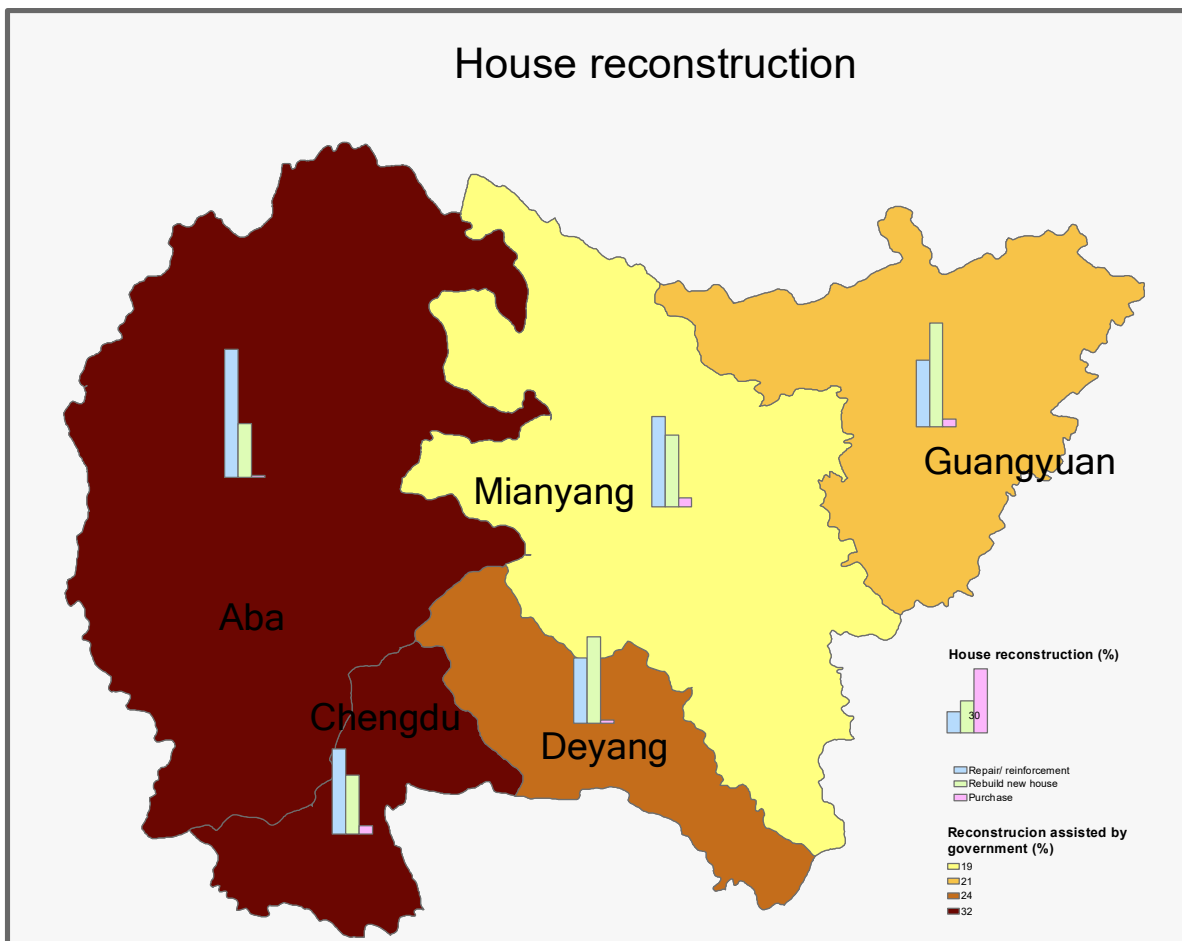 House reconstruction
Guangyuan
Mianyang
Aba
Chengdu
Deyang
House reconstruction (%)
30
Repair/ reinforcement
Rebuild new house
Purchase
Reconstrucion assisted by
government (%)
19
21
24
32